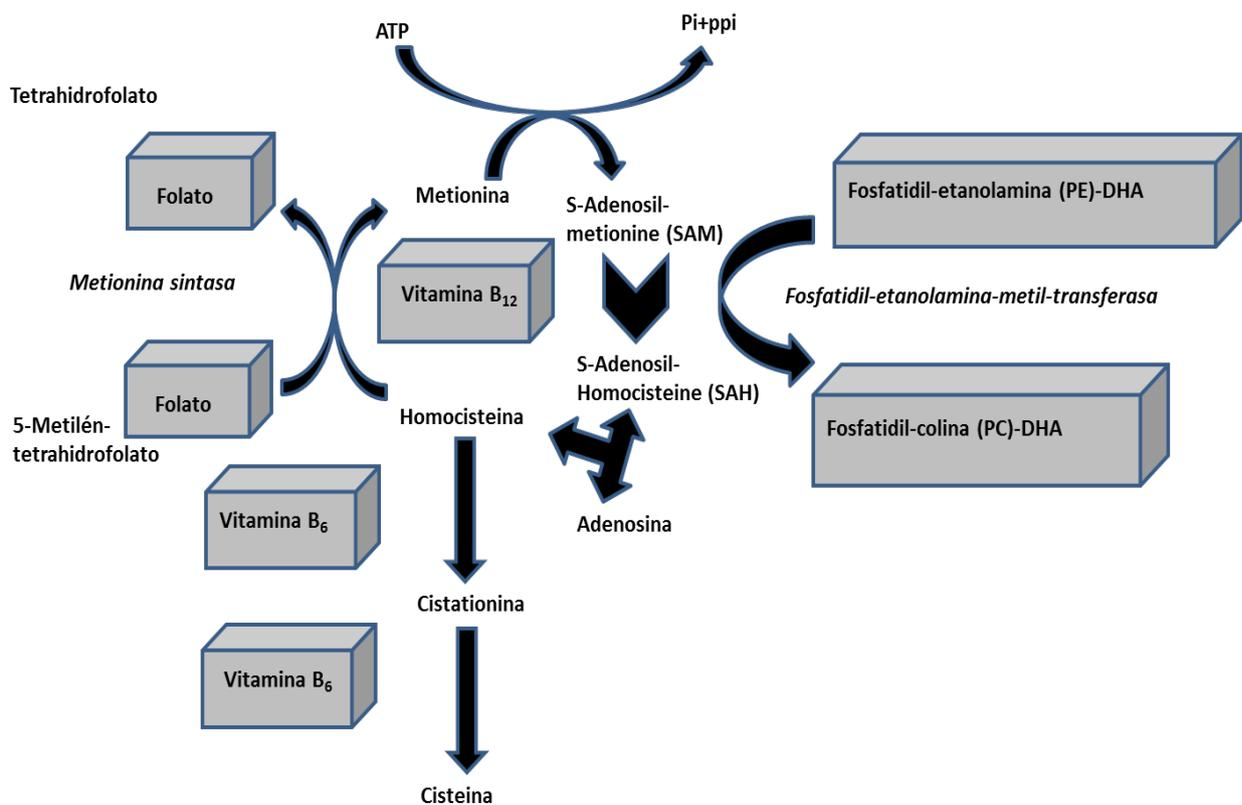 ATP
Pi+ppi
Tetrahidrofolato
Folato
Metionina
S-Adenosil-
metionine (SAM)
Fosfatidil-etanolamina (PE)-DHA
Metionina sintasa
Vitamina B₁₂
Fosfatidil-etanolamina-metil-transferasa
S-Adenosil-
Homocisteine (SAH)
Folato
5-Metilén-
tetrahidrofolato
Homocisteina
Fosfatidil-colina (PC)-DHA
Vitamina B₆
Adenosina
Cistationina
Vitamina B₆
Cisteina